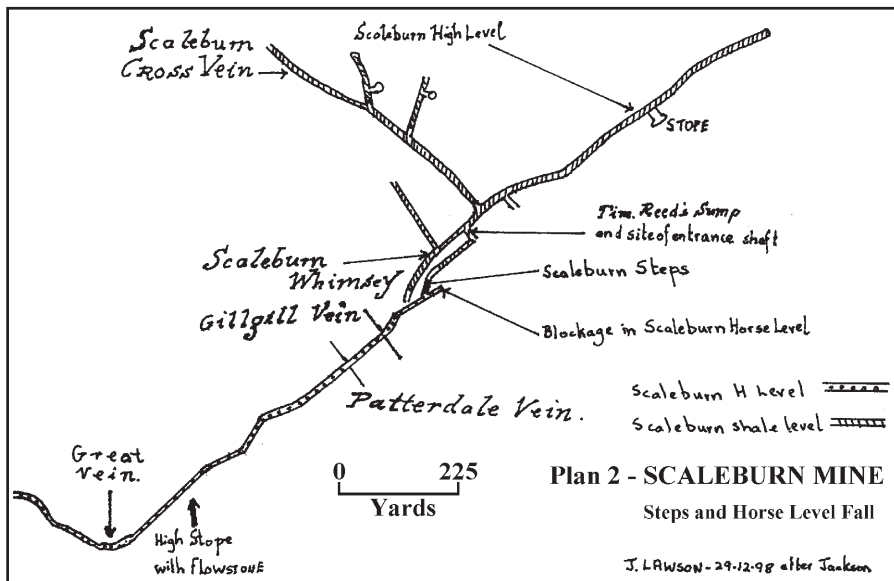 Scaleburn
CROSS Vein
Scaleburn High Level
STOPE
Tim. Reed's Sump
and site of entrance shaft
Scaleburn
Whimsey
Scaleburn Steps
Gillgill Vein
Blockage in Scaleburn Horse Level
Patterdale Vein.
Scaleburn H Level
Scaleburn shale level
Great
vein.
0 225
Yards
Plan 2 - SCALEBURN MINE
Steps and Horse Level Fall
High Stope
with FLOWSTONE
J. LAWSON - 29.12.98 after Jackson